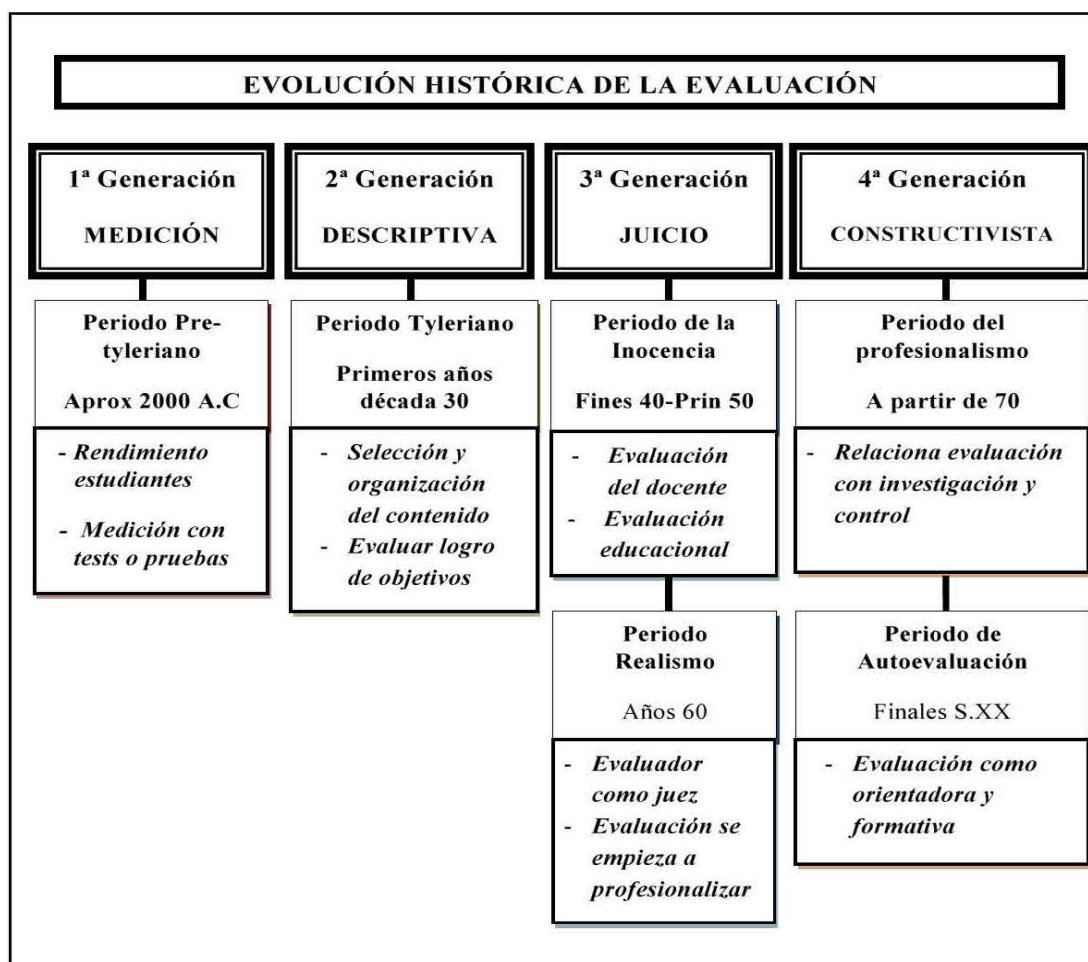 EVOLUCIÓN HISTÓRICA DE LA EVALUACIÓN
1ª Generación
MEDICIÓN
2ª Generación
DESCRIPTIVA
3ª Generación
JUICIO
4ª Generación
CONSTRUCTIVISTA
Periodo Pre-
tyleriano
Aprox 2000 A.C
- Rendimiento
estudiantes
- Medición con
tests o pruebas
Periodo Tyleriano
Primeros años
década 30
- Selección y
organización
del contenido
- Evaluar logro
de objetivos
Periodo de la
Inocencia
Fines 40-Prin 50
- Evaluación
del docente
- Evaluación
educacional
Periodo
Realismo
Años 60
- Evaluador
como juez
- Evaluación se
empieza a
profesionalizar
Periodo del
profesionalismo
A partir de 70
- Relaciona evaluación
con investigación y
control
Periodo de
Autoevaluación
Finales S.XX
- Evaluación como
orientadora y
formativa